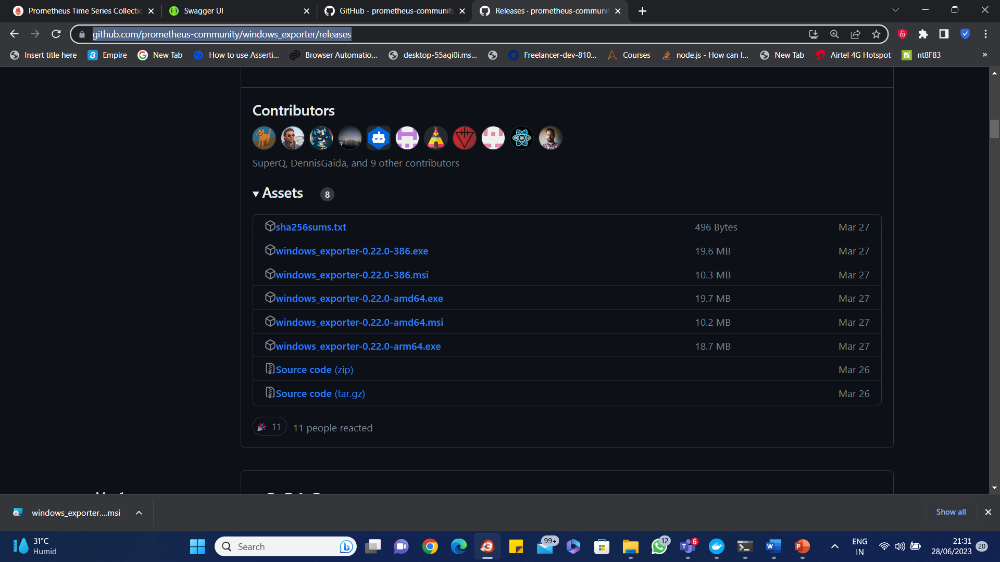 Prometheus Time Series Collectio
Swagger UI
GitHub - prometheus-community
Releases · prometheus-communi
github.com/prometheus-community/windows_exporter/releases
Insert title here
Empire
New Tab
How to use Asserti...
Browser Automatio...
desktop-55agi0i.ms...
Freelancer-dev-810...
Courses
node.js - How can I...
New Tab
Airtel 4G Hotspot
nt8F83
»
Contributors
SuperQ, DennisGaida, and 9 other contributors
Assets 8
sha256sums.txt 496 Bytes Mar 27
windows_exporter-0.22.0-386.exe 19.6 MB Mar 27
windows_exporter-0.22.0-386.msi 10.3 MB Mar 27
windows_exporter-0.22.0-amd64.exe 19.7 MB Mar 27
windows_exporter-0.22.0-amd64.msi 10.2 MB Mar 27
windows_exporter-0.22.0-arm64.exe 18.7 MB Mar 27
Source code (zip) Mar 26
Source code (tar.gz) Mar 26
11 11 people reacted
windows_exporter....msi
Show all
31°C
Humid
Search
99+
12
6
ENG
IN
21:31
28/06/2023
20